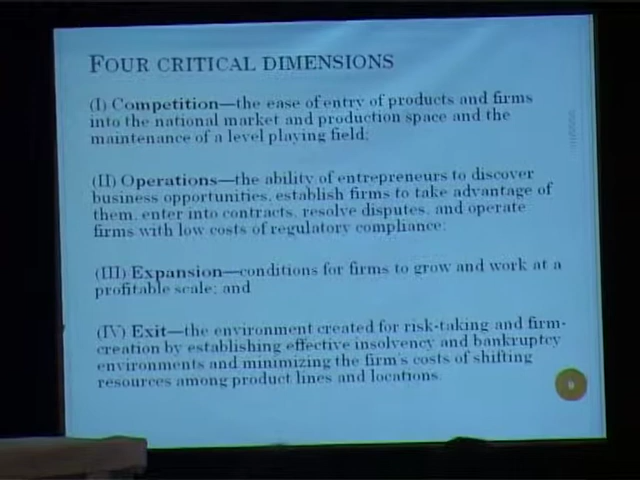 FOUR CRITICAL DIMENSIONS
(I) Competition—the ease of entry of products and firms
into the national market and production space and the
maintenance of a level playing field;
(II) Operations—the ability of entrepreneurs to discover
business opportunities, establish firms to take advantage of
them, enter into contracts, resolve disputes, and operate
firms with low costs of regulatory compliance;
(III) Expansion—conditions for firms to grow and work at a
profitable scale; and
(IV) Exit—the environment created for risk-taking and firm-
creation by establishing effective insolvency and bankruptcy
environments and minimizing the firm's costs of shifting
resources among product lines and locations.